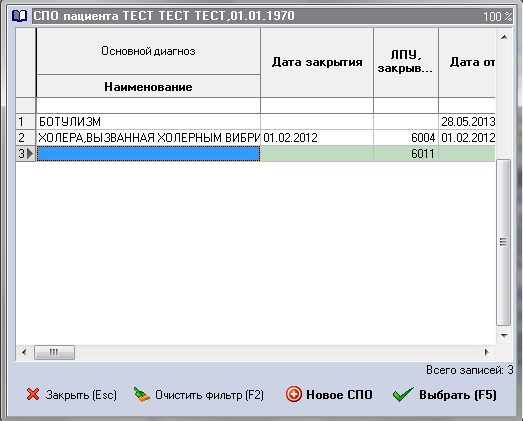 СПО пациента ТЕСТ ТЕСТ ТЕСТ,01.01.1970 100 %
Основной диагноз
Наименование
Дата закрытия
ЛПУ, закрыв...
Дата от
1 БОТУЛИЗМ 28.05.2013
2 ХОЛЕРА,ВЫЗВАННАЯ ХОЛЕРНЫМ ВИБРИ 01.02.2012 6004 01.02.2012
3 6011
Всего записей: 3
Закрыть (Esc) Очистить фильтр (F2) Новое СПО Выбрать (F5)